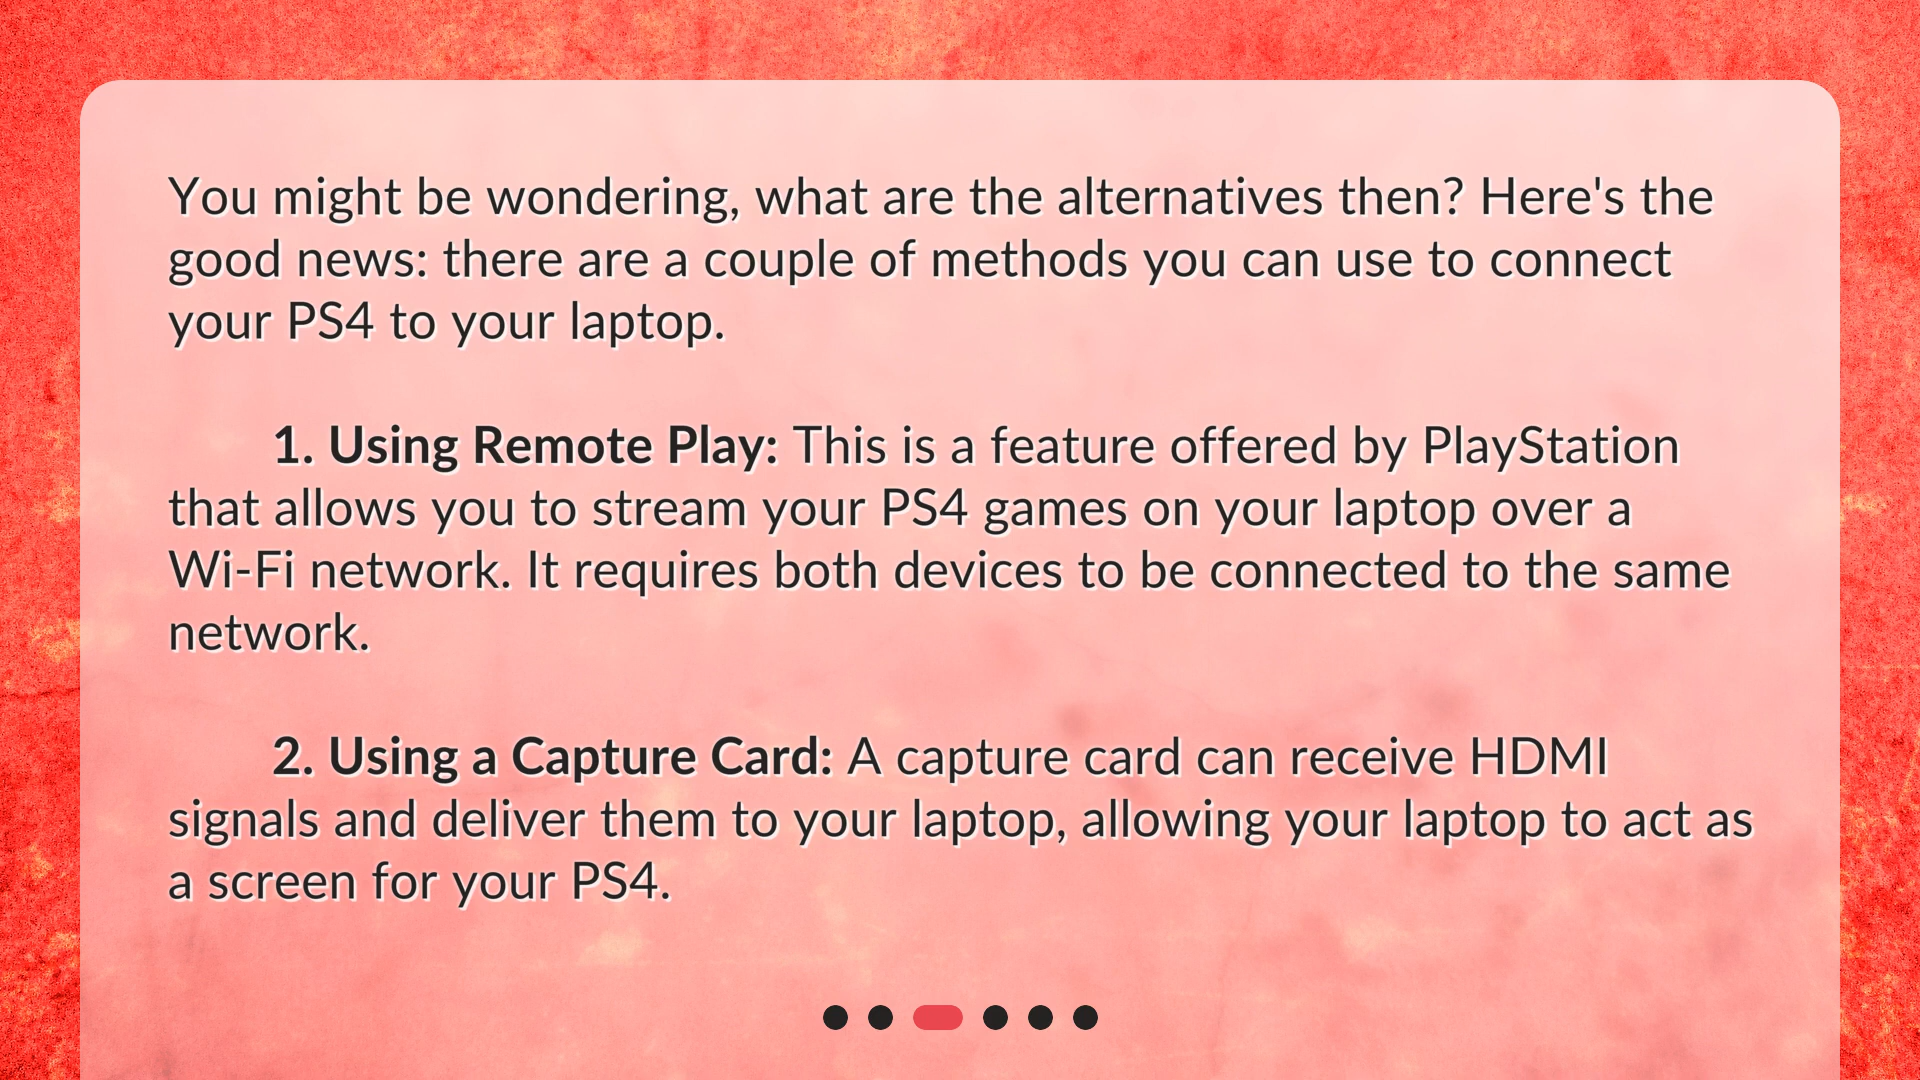 You might be wondering, what are the alternatives then? Here's the
good news: there are a couple of methods you can use to connect
your PS4 to your laptop.
1. Using Remote Play: This is a feature offered by PlayStation
that allows you to stream your PS4 games on your laptop over a
Wi-Fi network. It requires both devices to be connected to the same
network.
2. Using a Capture Card: A capture card can receive HDMI
signals and deliver them to your laptop, allowing your laptop to act as
a screen for your PS4.